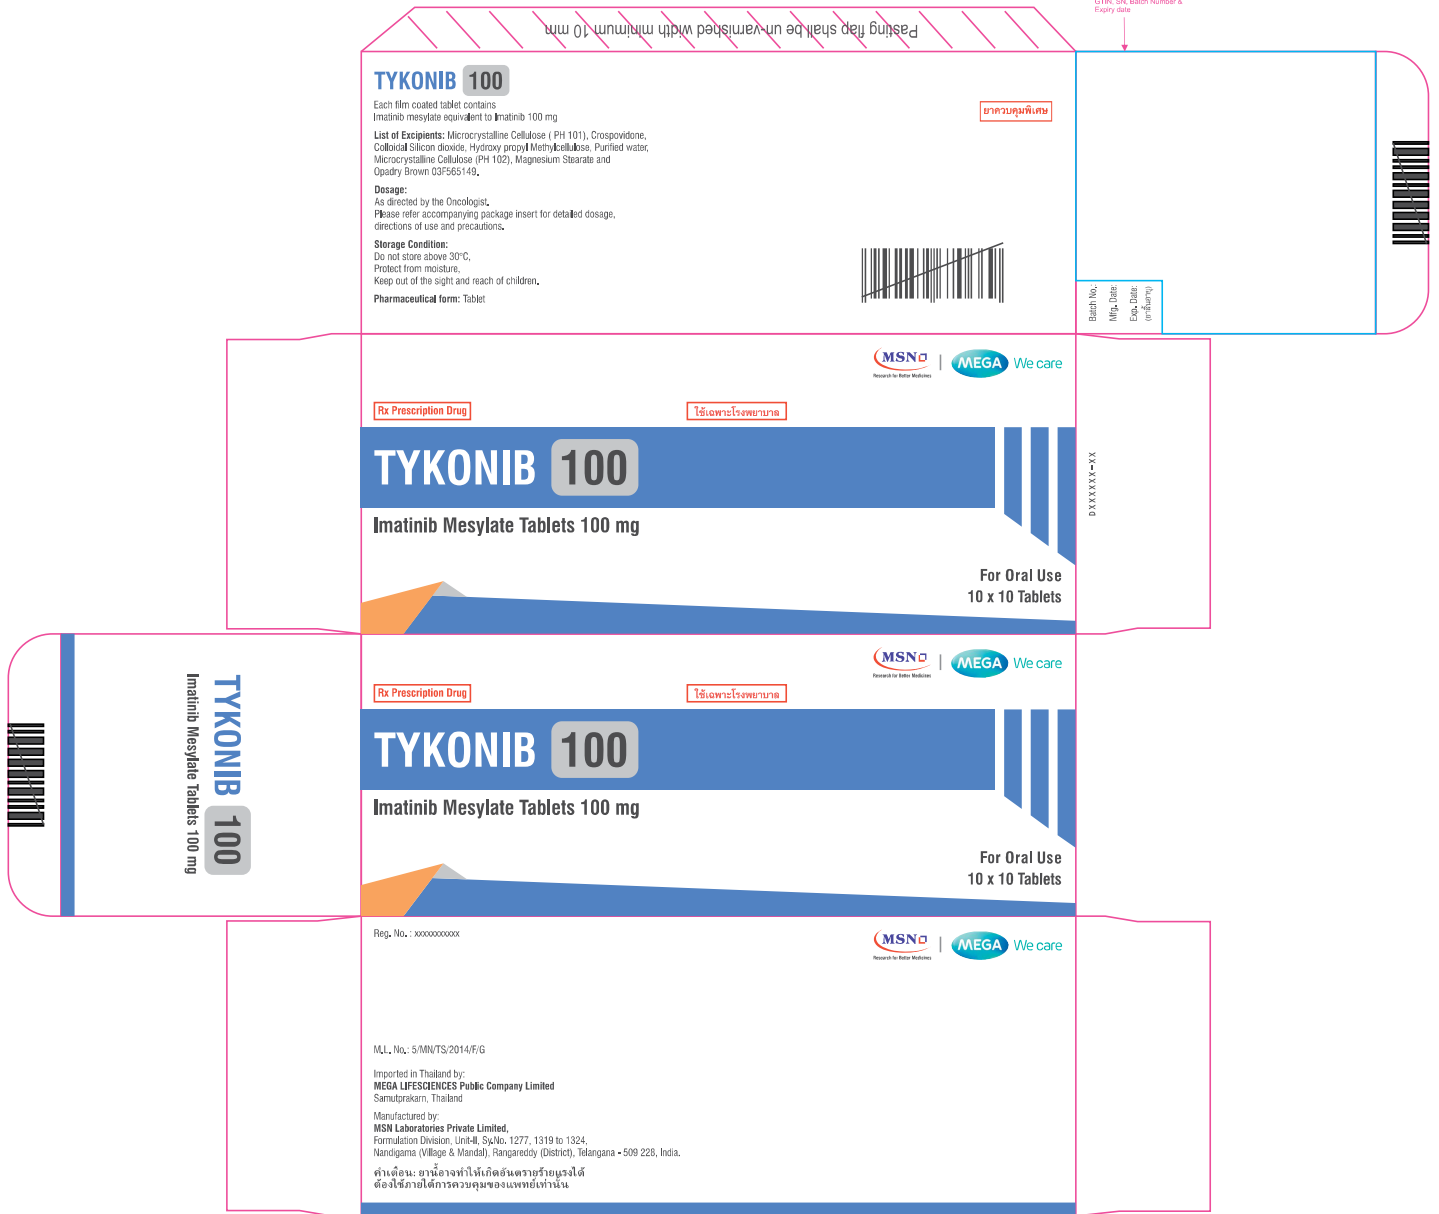 GTIN, SN, Batch Number &
Expiry date
Pasting flap shall be un-varnished width minimum 10 mm
TYKONIB 100
Each film coated tablet contains
Imatinib mesylate equivalent to Imatinib 100 mg
ยาควบคุมพิเศษ
List of Excipients: Microcrystalline Cellulose ( PH 101), Crospovidone,
Colloidal Silicon dioxide, Hydroxy propyl Methylcellulose, Purified water,
Microcrystalline Cellulose (PH 102), Magnesium Stearate and
Opadry Brown 03F565149.
Dosage:
As directed by the Oncologist.
Please refer accompanying package insert for detailed dosage,
directions of use and precautions.
Storage Condition:
Do not store above 30°C,
Protect from moisture,
Keep out of the sight and reach of children.
Pharmaceutical form: Tablet
Batch No.:
Mfg. Date:
Exp. Date:
(ยาสิ้นอายุ)
MSN
Research for Better Medicines
MEGA We care
Rx Prescription Drug
ใช้เฉพาะโรงพยาบาล
TYKONIB 100
Imatinib Mesylate Tablets 100 mg
For Oral Use
10 x 10 Tablets
DXXXXXX-XX
MSN
Research for Better Medicines
MEGA We care
Rx Prescription Drug
ใช้เฉพาะโรงพยาบาล
TYKONIB 100
Imatinib Mesylate Tablets 100 mg
For Oral Use
10 x 10 Tablets
TYKONIB 100
Imatinib Mesylate Tablets 100 mg
Reg. No. : xxxxxxxxxxx
MSN
Research for Better Medicines
MEGA We care
M.L. No.: 5/MN/TS/2014/F/G
Imported in Thailand by:
MEGA LIFESCIENCES Public Company Limited
Samutprakarn, Thailand
Manufactured by:
MSN Laboratories Private Limited,
Formulation Division, Unit-II, Sy.No. 1277, 1319 to 1324,
Nandigama (Village & Mandal), Rangareddy (District), Telangana - 509 228, India.
คำเตือน: ยานี้อาจทำให้เกิดอันตรายร้ายแรงได้
ต้องใช้ภายใต้การควบคุมของแพทย์เท่านั้น